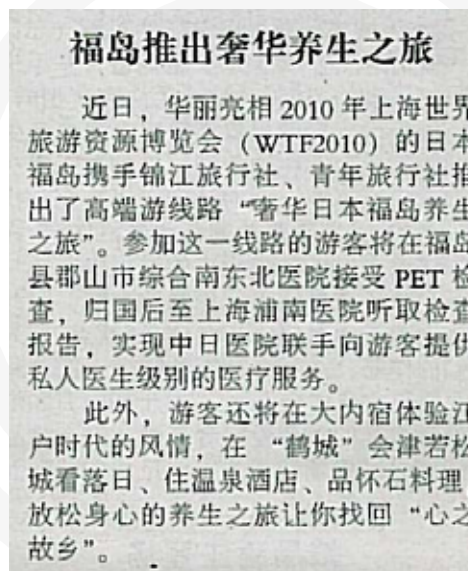 福岛推出奢华养生之旅
近日，华丽亮相 2010 年上海世界
旅游资源博览会（WTF2010）的日本
福岛携手锦江旅行社、青年旅行社推
出了高端游线路“奢华日本福岛养生
之旅”。参加这一线路的游客将在福岛
县郡山市综合南东北医院接受 PET 检
查，归国后至上海浦南医院听取检查
报告，实现中日医院联手向游客提供
私人医生级别的医疗服务。
此外，游客还将在大内宿体验江
户时代的风情，在 “鹤城”会津若松
城看落日、住温泉酒店、品怀石料理
放松身心的养生之旅让你找回“心之
故乡”。